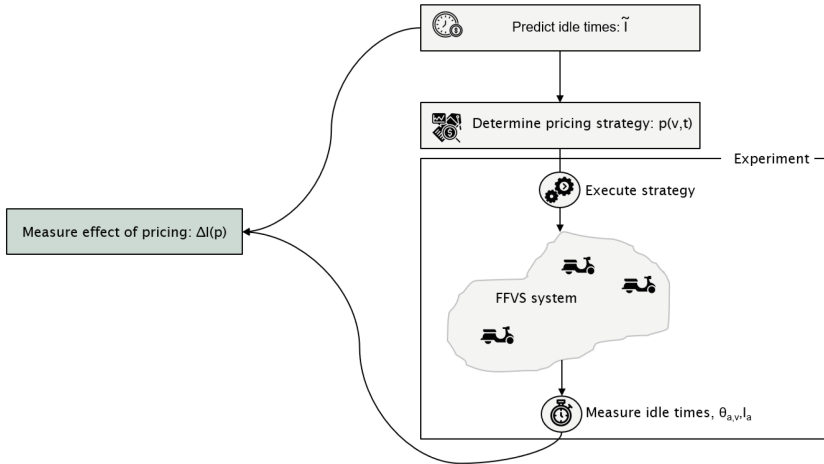 Predict idle times: Ĩ
Determine pricing strategy: p(v,t)
Experiment
Execute strategy
Measure effect of pricing: ΔI(p)
FFVS system
Measure idle times, θₐ,ᵥ,Iₐ